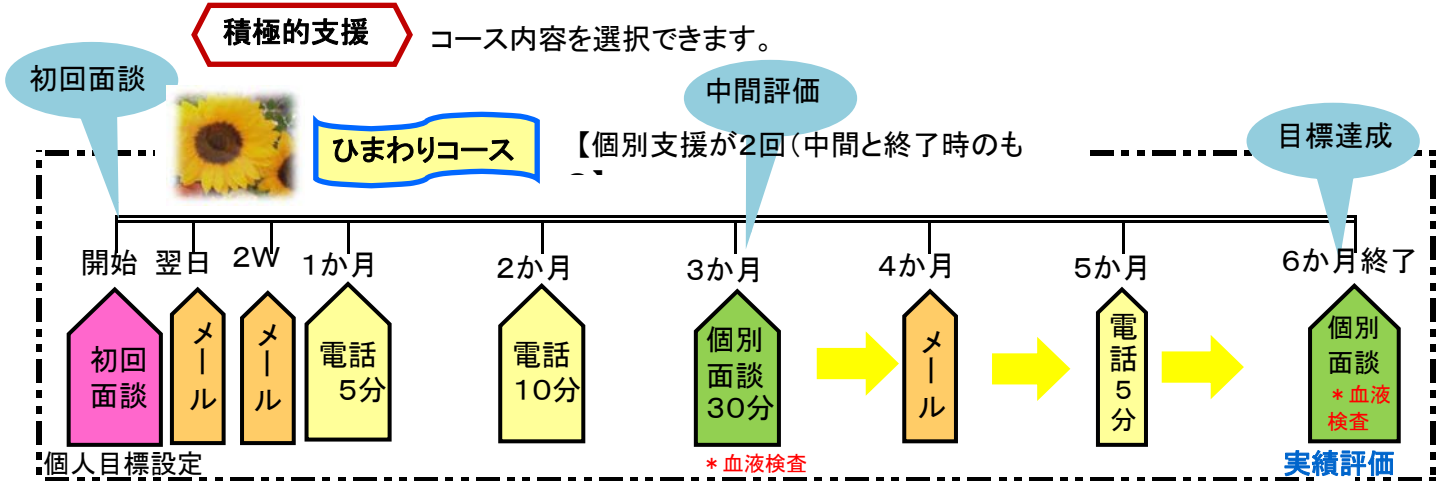 積極的支援
コース内容を選択できます。
初回面談
中間評価
目標達成
ひまわりコース
【個別支援が2回(中間と終了時のも
開始
翌日
2W
1か月
2か月
3か月
4か月
5か月
6か月終了
初回
面談
メール
メール
電話
5分
電話
10分
個別
面談
30分
メール
電話5分
個別
面談
*血液
検査
個人目標設定
*血液検査
実績評価